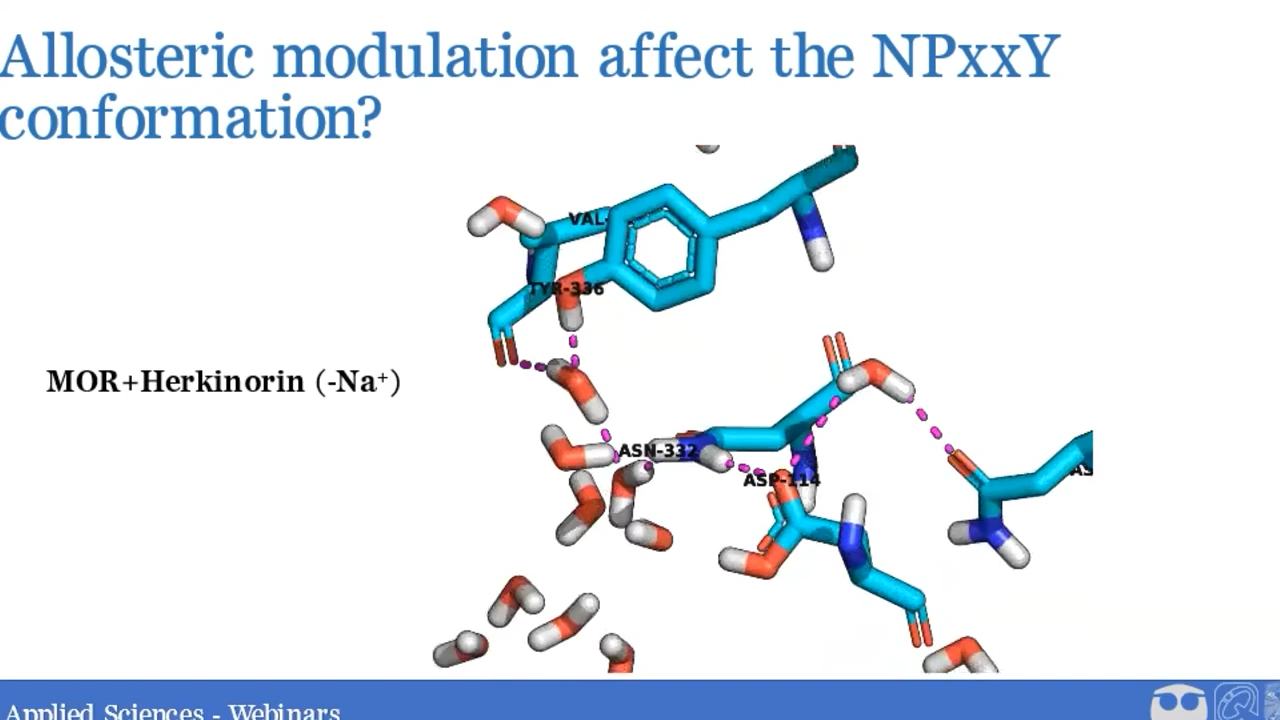 Allosteric modulation affect the NPxxY
conformation?
VAL-
TYR-336
MOR+Herkinorin (-Na⁺)
ASN-332
ASP-114
AS
Applied Sciences - Webinars